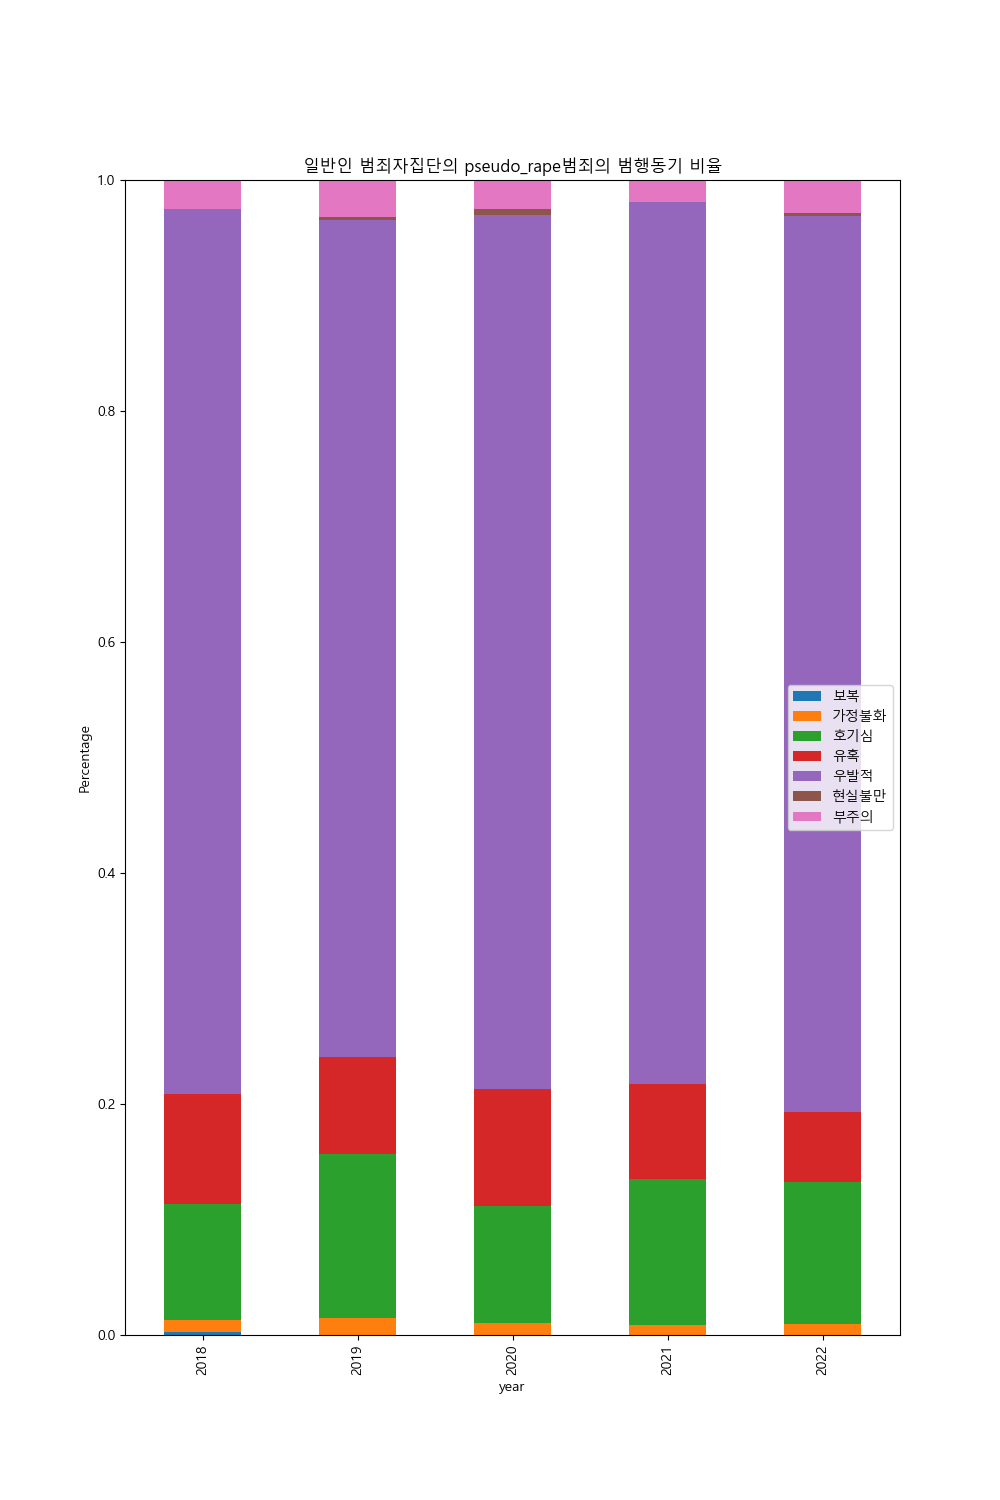 일반인 범죄자집단의 pseudo_rape범죄의 범행동기 비율
1.0
0.8
0.6
0.4
0.2
0.0
Percentage
보복
가정불화
호기심
유혹
우발적
현실불만
부주의
2018
2019
2020
2021
2022
year